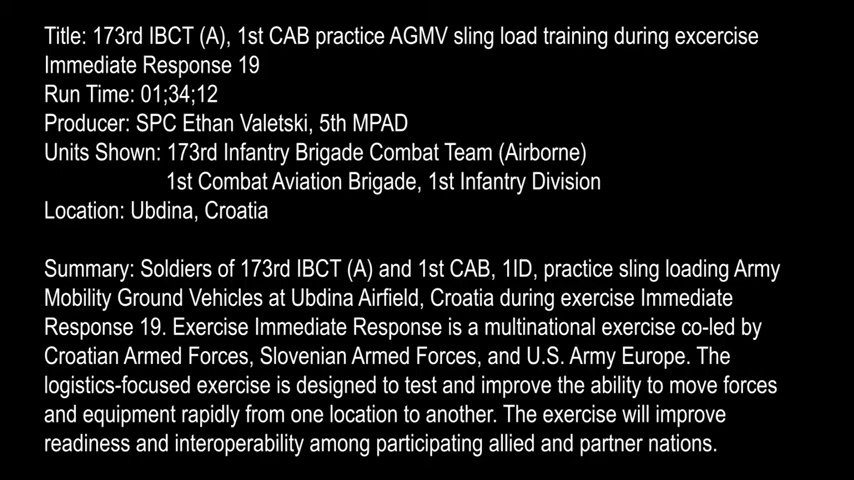 Title: 173rd IBCT (A), 1st CAB practice AGMV sling load training during excercise
Immediate Response 19
Run Time: 01;34;12
Producer: SPC Ethan Valetski, 5th MPAD
Units Shown: 173rd Infantry Brigade Combat Team (Airborne)
1st Combat Aviation Brigade, 1st Infantry Division
Location: Ubdina, Croatia
Summary: Soldiers of 173rd IBCT (A) and 1st CAB, 1ID, practice sling loading Army
Mobility Ground Vehicles at Ubdina Airfield, Croatia during exercise Immediate
Response 19. Exercise Immediate Response is a multinational exercise co-led by
Croatian Armed Forces, Slovenian Armed Forces, and U.S. Army Europe. The
logistics-focused exercise is designed to test and improve the ability to move forces
and equipment rapidly from one location to another. The exercise will improve
readiness and interoperability among participating allied and partner nations.